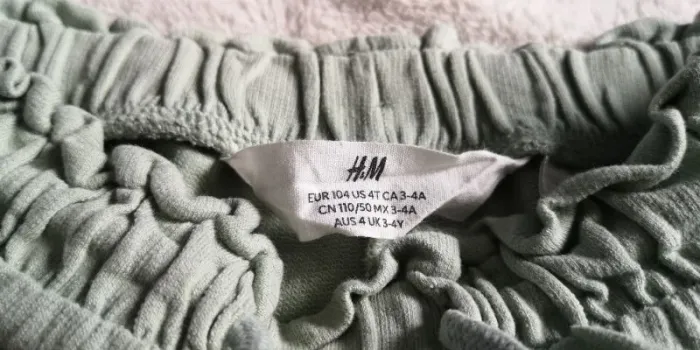 H&M
EUR 104 US 4T CA 3-4A
CN 110/50 MX 3-4A
AUS 4 UK 3-4Y